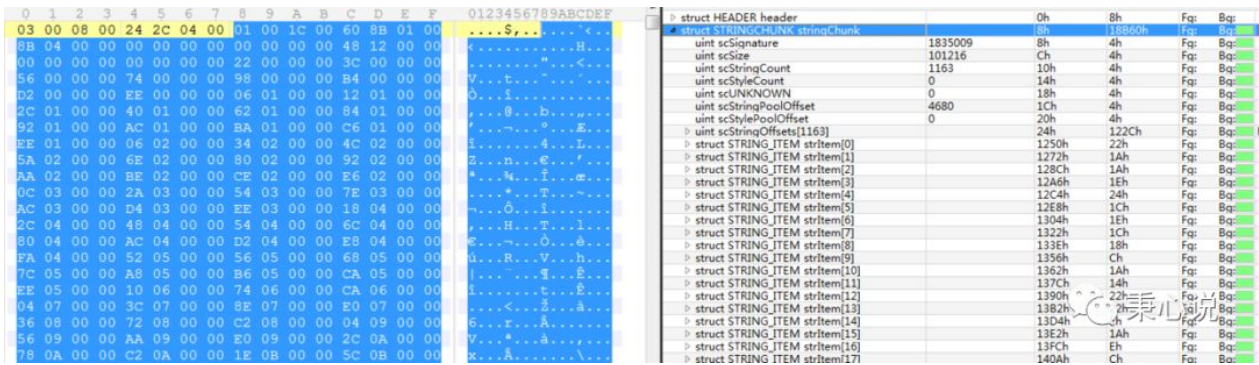 0 1 2 3 4 5 6 7 8 9 A B C D E F 0123456789ABCDEF
03 00 08 00 24 2C 04 00 01 00 1C 00 60 8B 01 00 ....$,......`<..
8B 04 00 00 00 00 00 00 00 00 00 00 48 12 00 00 <...........H...
00 00 00 00 00 00 00 00 22 00 00 00 3C 00 00 00 ........"...<...
56 00 00 00 74 00 00 00 98 00 00 00 B4 00 00 00 V...t...˜...´...
D2 00 00 00 EE 00 00 00 06 01 00 00 12 01 00 00 Ò...î...........
2C 01 00 00 40 01 00 00 62 01 00 00 84 01 00 00 ,...@...b...„...
92 01 00 00 AC 01 00 00 BA 01 00 00 C6 01 00 00 ’...¬...º...Æ...
EE 01 00 00 06 02 00 00 34 02 00 00 4C 02 00 00 î.......4...L...
5A 02 00 00 6E 02 00 00 80 02 00 00 92 02 00 00 Z...n...€...’...
AA 02 00 00 BE 02 00 00 CE 02 00 00 E6 02 00 00 ª...¾...Î...æ...
0C 03 00 00 2A 03 00 00 54 03 00 00 7E 03 00 00 ....*...T...~...
AC 03 00 00 D4 03 00 00 EE 03 00 00 18 04 00 00 ¬...Ô...î.......
2C 04 00 00 48 04 00 00 54 04 00 00 6C 04 00 00 ,...H...T...l...
80 04 00 00 AC 04 00 00 D2 04 00 00 E8 04 00 00 €...¬...Ò...è...
FA 04 00 00 52 05 00 00 56 05 00 00 68 05 00 00 ú...R...V...h...
7C 05 00 00 A8 05 00 00 B6 05 00 00 CA 05 00 00 |...¨...¶...Ê...
EE 05 00 00 10 06 00 00 74 06 00 00 CA 06 00 00 î.......t...Ê...
04 07 00 00 3C 07 00 00 8E 07 00 00 E0 07 00 00 ....<...Ž...à...
36 08 00 00 72 08 00 00 C2 08 00 00 04 09 00 00 6...r...Â.......
56 09 00 00 AA 09 00 00 E0 09 00 00 2C 0A 00 00 V...ª...à...,...
78 0A 00 00 C2 0A 00 00 1E 0B 00 00 5C 0B 00 00 x...Â.......\...
struct HEADER header 0h 8h Fg: Bg:
struct STRINGCHUNK stringChunk 8h 18B60h Fg: Bg:
uint scSignature 1835009 8h 4h Fg: Bg:
uint scSize 101216 Ch 4h Fg: Bg:
uint scStringCount 1163 10h 4h Fg: Bg:
uint scStyleCount 0 14h 4h Fg: Bg:
uint scUNKNOWN 0 18h 4h Fg: Bg:
uint scStringPoolOffset 4680 1Ch 4h Fg: Bg:
uint scStylePoolOffset 0 20h 4h Fg: Bg:
uint scStringOffsets[1163] 24h 122Ch Fg: Bg:
struct STRING_ITEM strItem[0] 1250h 22h Fg: Bg:
struct STRING_ITEM strItem[1] 1272h 1Ah Fg: Bg:
struct STRING_ITEM strItem[2] 128Ch 1Ah Fg: Bg:
struct STRING_ITEM strItem[3] 12A6h 1Eh Fg: Bg:
struct STRING_ITEM strItem[4] 12C4h 24h Fg: Bg:
struct STRING_ITEM strItem[5] 12E8h 1Ch Fg: Bg:
struct STRING_ITEM strItem[6] 1304h 1Eh Fg: Bg:
struct STRING_ITEM strItem[7] 1322h 1Ch Fg: Bg:
struct STRING_ITEM strItem[8] 133Eh 18h Fg: Bg:
struct STRING_ITEM strItem[9] 1356h Ch Fg: Bg:
struct STRING_ITEM strItem[10] 1362h 1Ah Fg: Bg:
struct STRING_ITEM strItem[11] 137Ch 14h Fg: Bg:
struct STRING_ITEM strItem[12] 1390h 22h Fg: Bg:
struct STRING_ITEM strItem[13] 13B2h Bg:
struct STRING_ITEM strItem[14] 13D4h Bg:
struct STRING_ITEM strItem[15] 13E2h 1Ah Fg: Bg:
struct STRING_ITEM strItem[16] 13FCh Eh Fg: Bg:
struct STRING_ITEM strItem[17] 140Ah Ch Fg: Bg:
秉心说